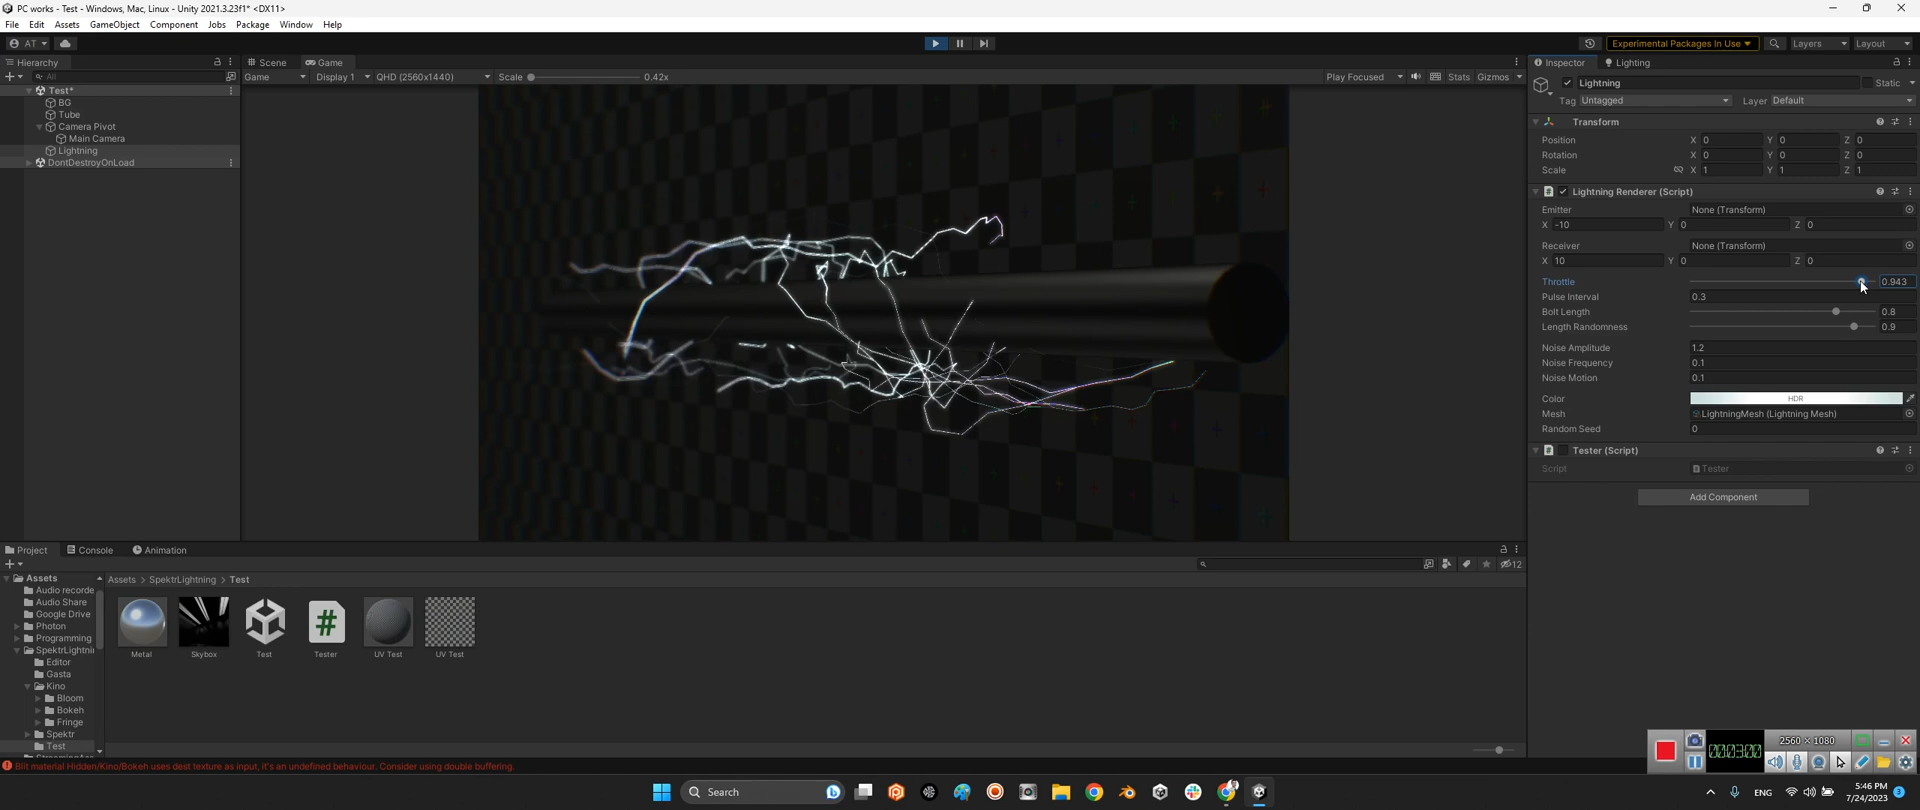 PC works - Test - Windows, Mac, Linux - Unity 2021.3.23f1* <DX11>
File Edit Assets GameObject Component Jobs Package Window Help
AT Experimental Packages In Use Layers Layout
Hierarchy Scene Game Inspector Lighting
All Game Display 1 QHD (2560x1440) Scale 0.42x Play Focused Stats Gizmos
Lightning Static
Test*
BG
Tube
Camera Pivot
Main Camera
Lightning
DontDestroyOnLoad
Tag Untagged Layer Default
Transform
Position X 0 Y 0 Z 0
Rotation X 0 Y 0 Z 0
Scale X 1 Y 1 Z 1
Lightning Renderer (Script)
Emitter None (Transform)
X -10 Y 0 Z 0
Receiver None (Transform)
X 10 Y 0 Z 0
Throttle 0.943
Pulse Interval 0.3
Bolt Length 0.8
Length Randomness 0.9
Noise Amplitude 1.2
Noise Frequency 0.1
Noise Motion 0.1
Color HDR
Mesh LightningMesh (Lightning Mesh)
Random Seed 0
Tester (Script)
Script Tester
Add Component
Project Console Animation
12
Assets
Audio recorde
Audio Share
Google Drive
Photon
Programming
SpektrLightni
Editor
Gasta
Kino
Bloom
Bokeh
Fringe
Spektr
Test
Assets > SpektrLightning > Test
Metal Skybox Test Tester UV Test UV Test
Blit material Hidden/Kino/Bokeh uses dest texture as input, it's an undefined behaviour. Consider using double buffering.
2560 × 1080
00:03:00
Search
ENG
5:46 PM
7/24/2023
3